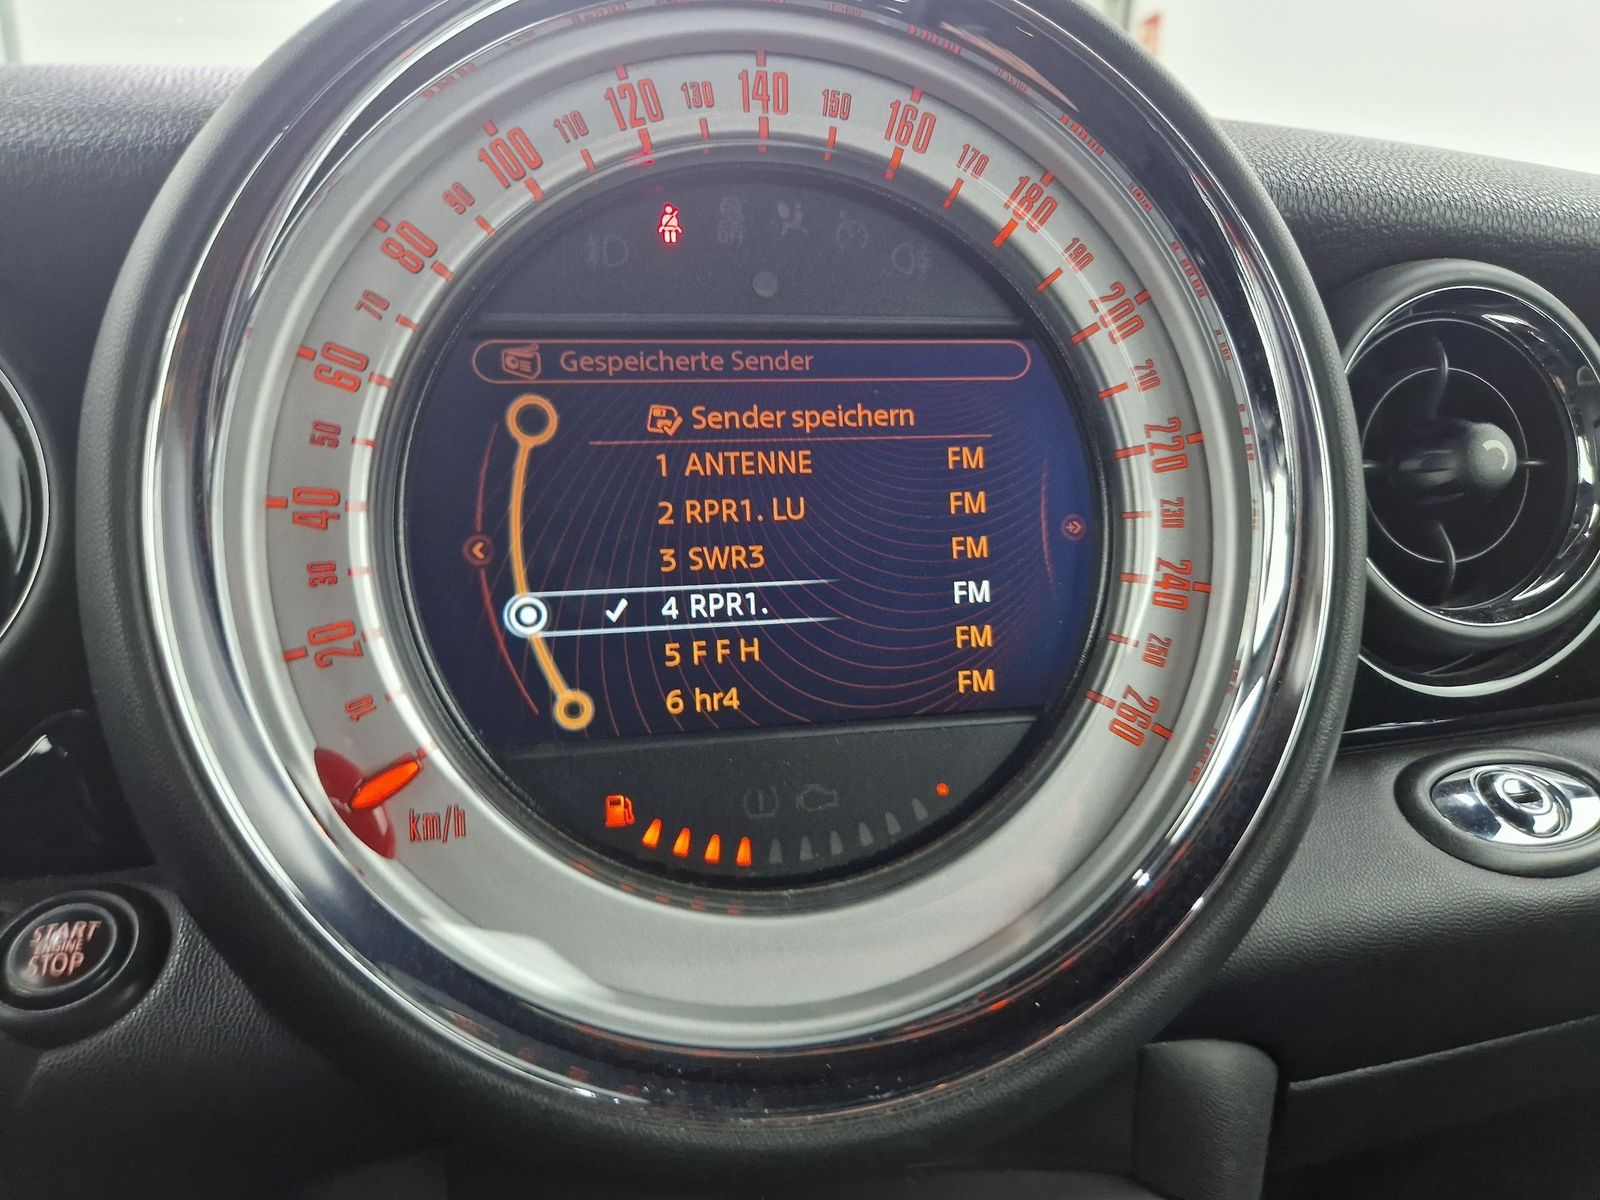 10
20
30
40
50
60
70
80
90
100
110
120
130
140
150
160
170
180
190
200
210
220
230
240
250
260
km/h
OFF
Gespeicherte Sender
Sender speichern
1 ANTENNE FM
2 RPR1. LU FM
3 SWR3 FM
4 RPR1. FM
5 F F H FM
6 hr4 FM
START
ENGINE
STOP